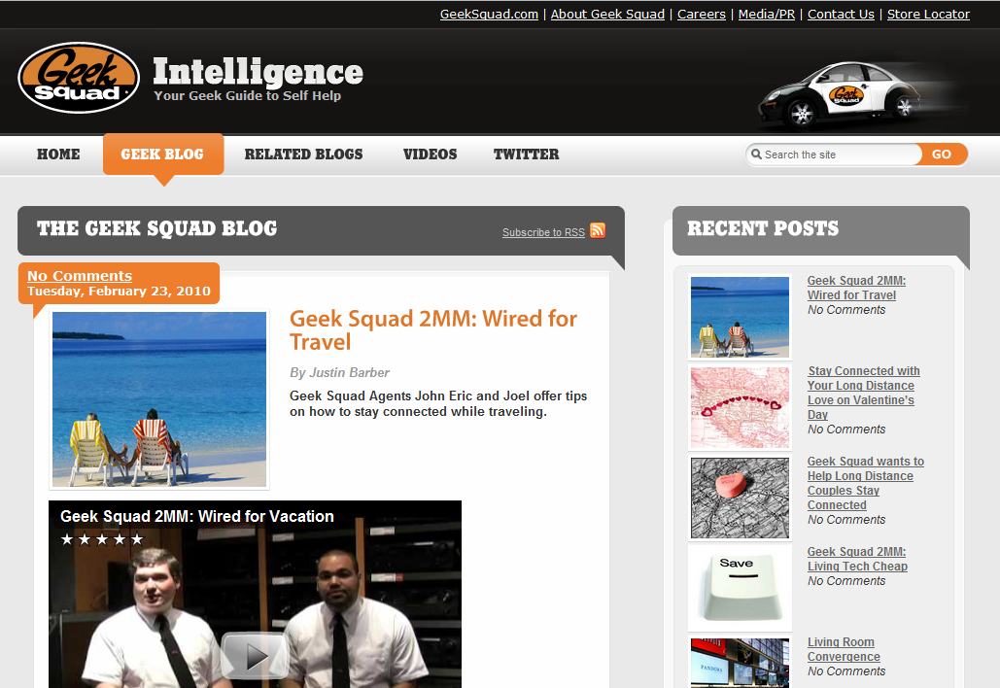 GeekSquad.com | About Geek Squad | Careers | Media/PR | Contact Us | Store Locator
Geek
Squad
Intelligence
Your Geek Guide to Self Help
Geek
Squad
HOME
GEEK BLOG
RELATED BLOGS
VIDEOS
TWITTER
Search the site
GO
THE GEEK SQUAD BLOG
Subscribe to RSS
No Comments
Tuesday, February 23, 2010
Geek Squad 2MM: Wired for
Travel
By Justin Barber
Geek Squad Agents John Eric and Joel offer tips
on how to stay connected while traveling.
Geek Squad 2MM: Wired for Vacation
RECENT POSTS
Geek Squad 2MM:
Wired for Travel
No Comments
Stay Connected with
Your Long Distance
Love on Valentine's
Day
No Comments
Geek Squad wants to
Help Long Distance
Couples Stay
Connected
No Comments
Save
Geek Squad 2MM:
Living Tech Cheap
No Comments
PANDORA
Living Room
Convergence
No Comments